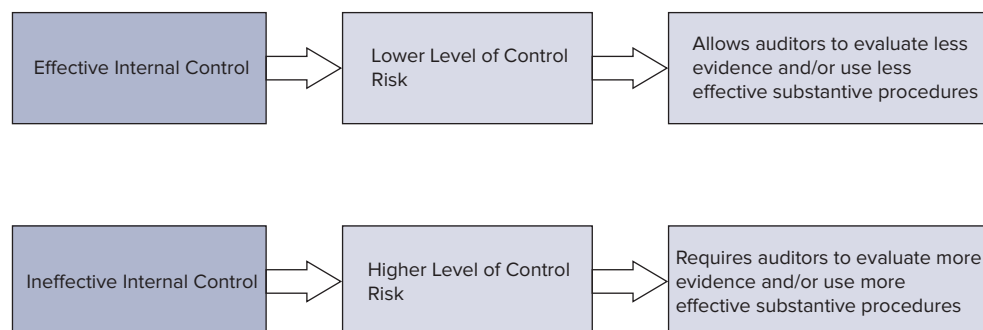 Effective Internal Control
Lower Level of Control
Risk
Allows auditors to evaluate less
evidence and/or use less
effective substantive procedures
Ineffective Internal Control
Higher Level of Control
Risk
Requires auditors to evaluate more
evidence and/or use more
effective substantive procedures